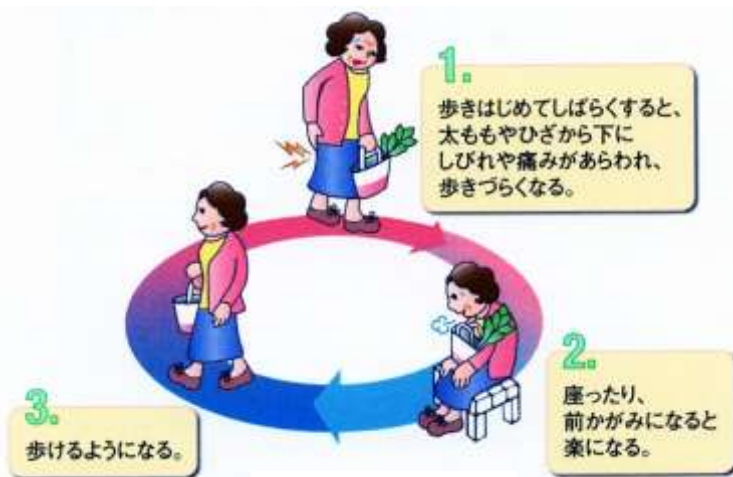 1.
歩きはじめてしばらくすると、
太ももやひざから下に
しびれや痛みがあらわれ、
歩きづらくなる。
2.
座ったり、
前かがみになると
楽になる。
3.
歩けるようになる。